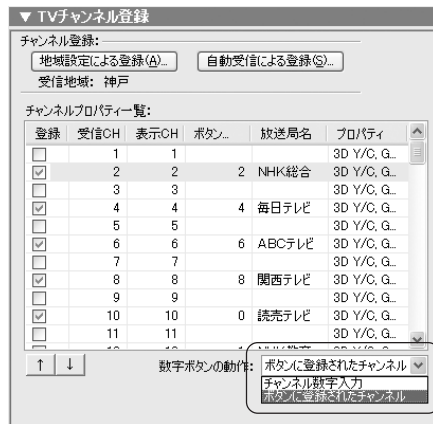 ▼ TVチャンネル登録
チャンネル登録:
地域設定による登録(A)... 自動受信による登録(S)...
受信地域: 神戸
チャンネルプロパティ一覧:
登録 受信CH 表示CH ボタン... 放送局名 プロパティ
1 1 3D Y/C, G...
2 2 2 NHK総合 3D Y/C, G...
3 3 3D Y/C, G...
4 4 4 毎日テレビ 3D Y/C, G...
5 5 3D Y/C, G...
6 6 6 ABCテレビ 3D Y/C, G...
7 7 3D Y/C, G...
8 8 8 関西テレビ 3D Y/C, G...
9 9 3D Y/C, G...
10 10 0 読売テレビ 3D Y/C, G...
11 11 3D Y/C, G...
↑ ↓ 数字ボタンの動作: ボタンに登録されたチャンネル
チャンネル数字入力
ボタンに登録されたチャンネル